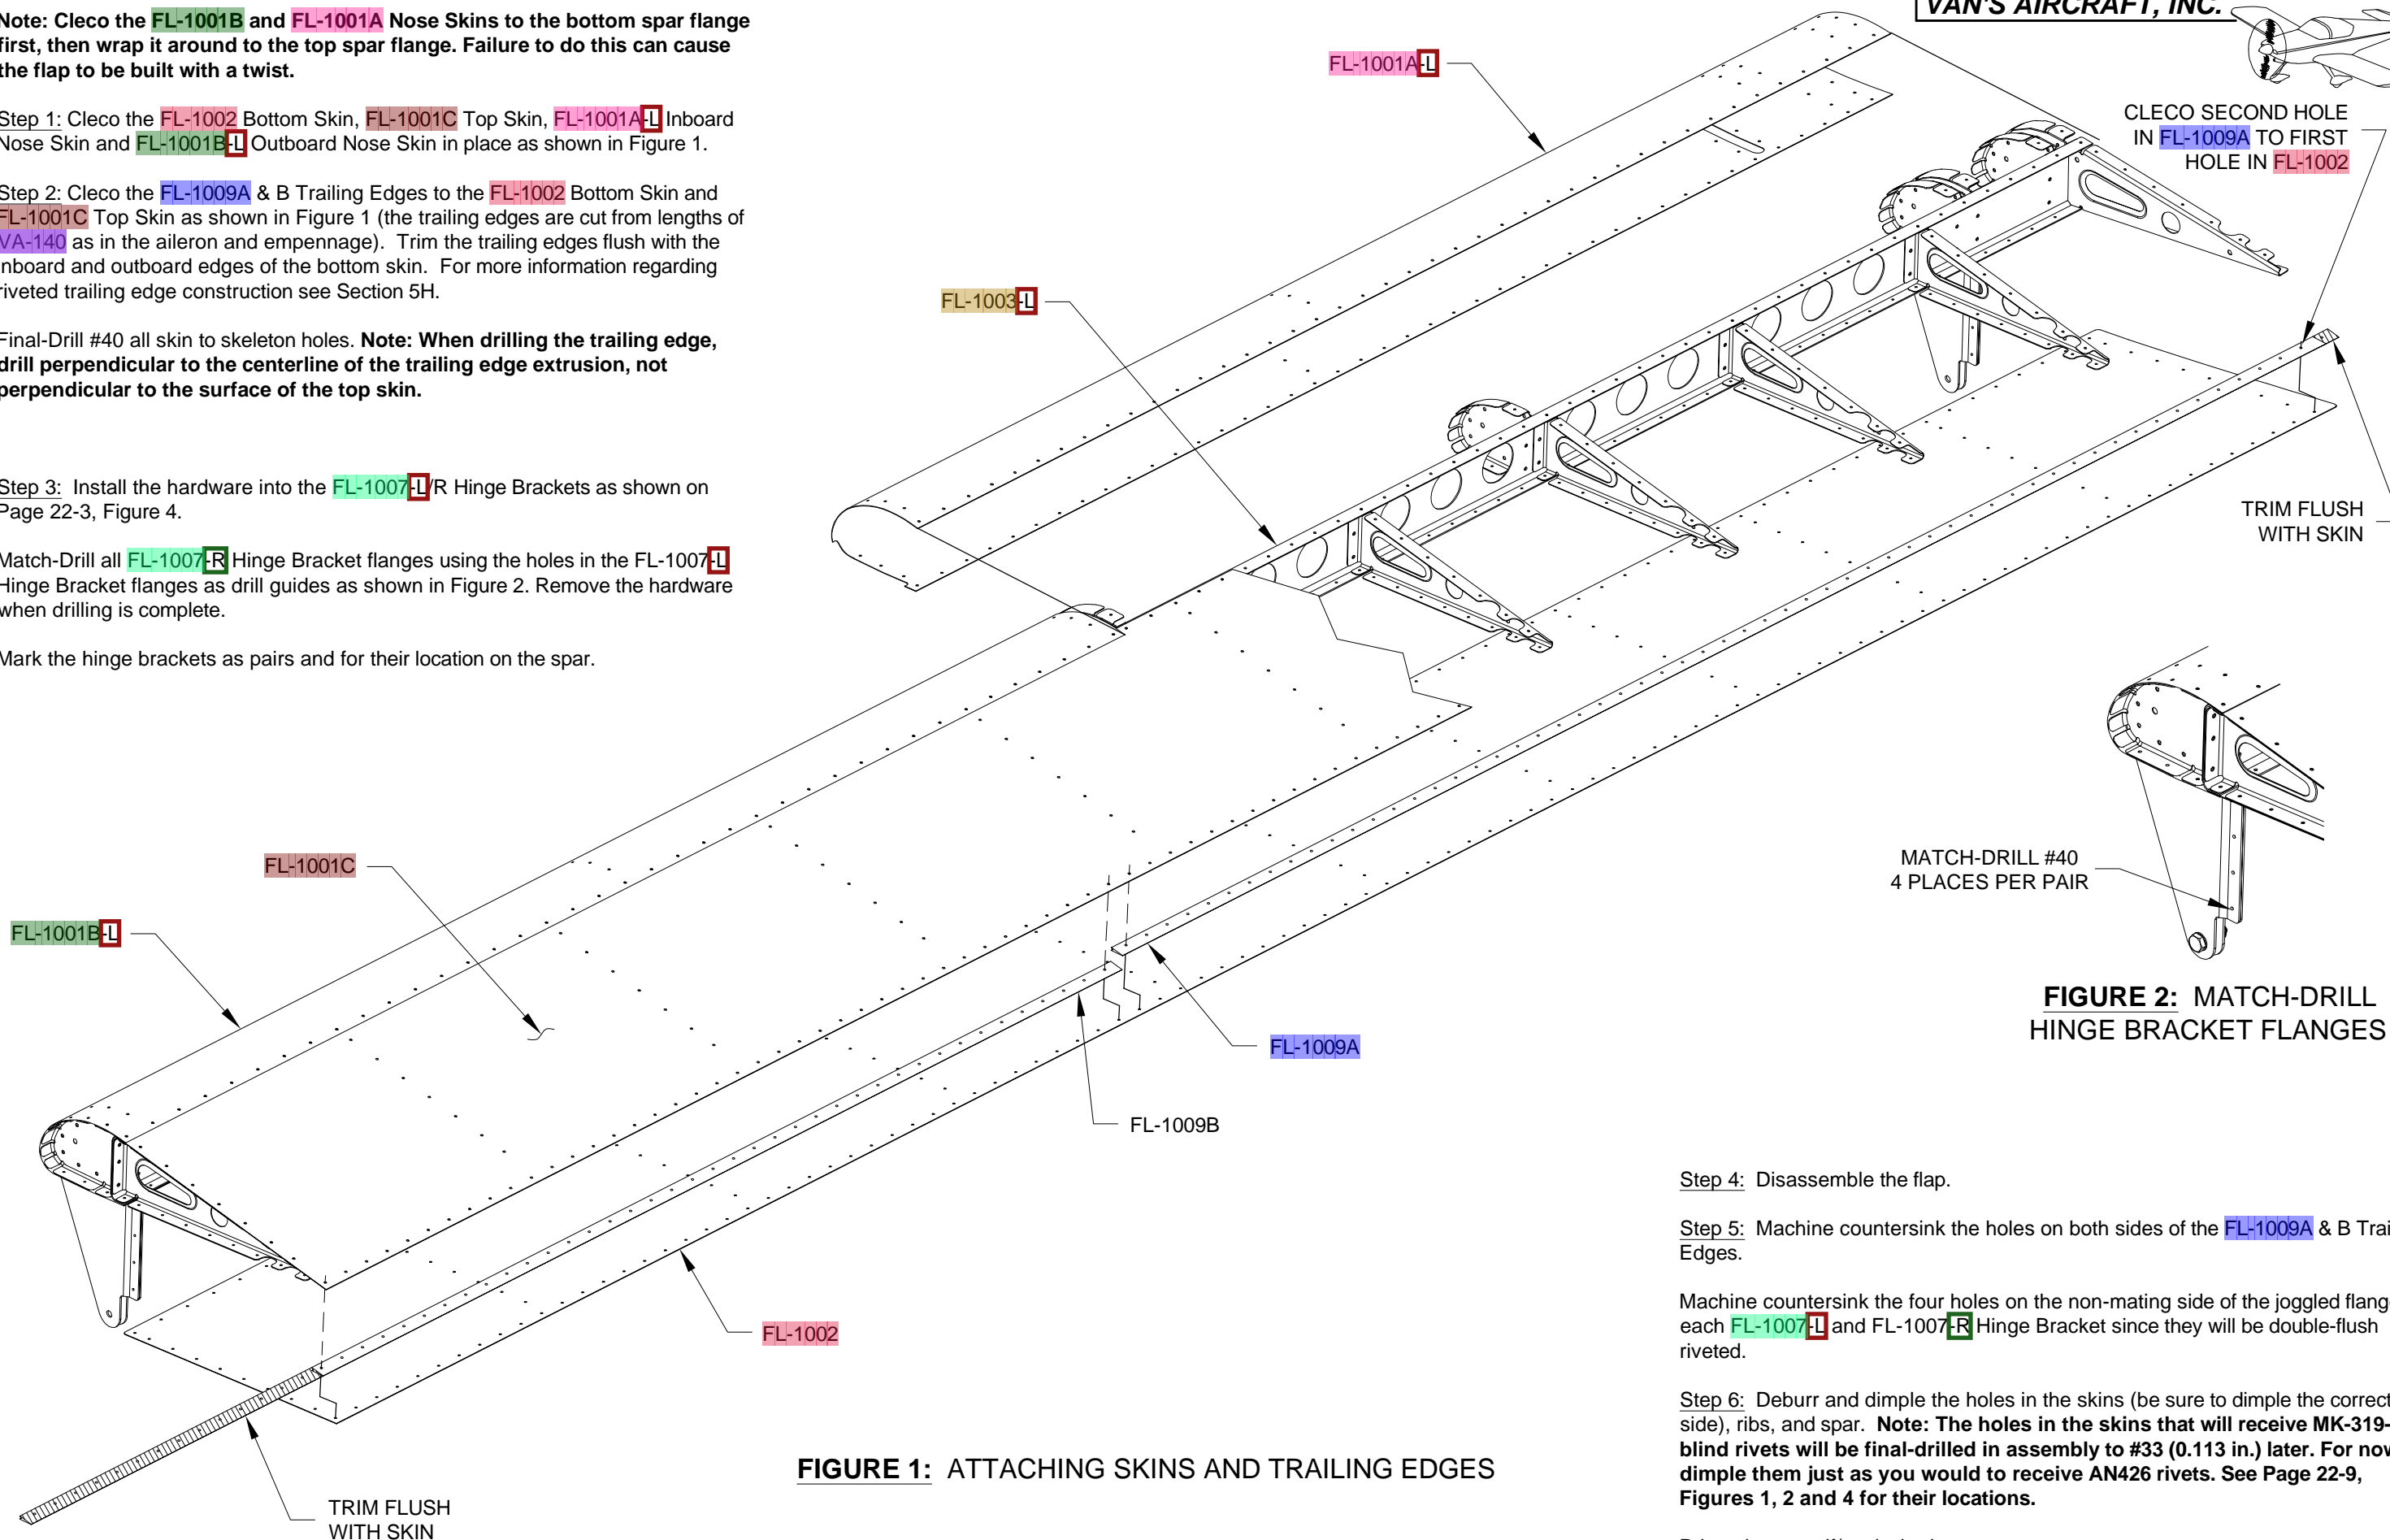 Note: Cleco the FL-1001B and FL-1001A Nose Skins to the bottom spar flange
first, then wrap it around to the top spar flange. Failure to do this can cause
the flap to be built with a twist.
Step 1: Cleco the FL-1002 Bottom Skin, FL-1001C Top Skin, FL-1001A-L Inboard
Nose Skin and FL-1001B-L Outboard Nose Skin in place as shown in Figure 1.
Step 2: Cleco the FL-1009A & B Trailing Edges to the FL-1002 Bottom Skin and
FL-1001C Top Skin as shown in Figure 1 (the trailing edges are cut from lengths of
VA-140 as in the aileron and empennage). Trim the trailing edges flush with the
inboard and outboard edges of the bottom skin. For more information regarding
riveted trailing edge construction see Section 5H.
Final-Drill #40 all skin to skeleton holes. Note: When drilling the trailing edge,
drill perpendicular to the centerline of the trailing edge extrusion, not
perpendicular to the surface of the top skin.
Step 3: Install the hardware into the FL-1007-L/R Hinge Brackets as shown on
Page 22-3, Figure 4.
Match-Drill all FL-1007-R Hinge Bracket flanges using the holes in the FL-1007-L
Hinge Bracket flanges as drill guides as shown in Figure 2. Remove the hardware
when drilling is complete.
Mark the hinge brackets as pairs and for their location on the spar.
VAN'S AIRCRAFT, INC.
FL-1001A-L
CLECO SECOND HOLE
IN FL-1009A TO FIRST
HOLE IN FL-1002
FL-1003-L
TRIM FLUSH
WITH SKIN
FL-1001C
FL-1001B-L
MATCH-DRILL #40
4 PLACES PER PAIR
FIGURE 2: MATCH-DRILL
HINGE BRACKET FLANGES
FL-1009A
FL-1009B
FL-1002
TRIM FLUSH
WITH SKIN
FIGURE 1: ATTACHING SKINS AND TRAILING EDGES
Step 4: Disassemble the flap.
Step 5: Machine countersink the holes on both sides of the FL-1009A & B Trai
Edges.
Machine countersink the four holes on the non-mating side of the joggled flang
each FL-1007-L and FL-1007-R Hinge Bracket since they will be double-flush
riveted.
Step 6: Deburr and dimple the holes in the skins (be sure to dimple the correct
side), ribs, and spar. Note: The holes in the skins that will receive MK-319-
blind rivets will be final-drilled in assembly to #33 (0.113 in.) later. For now
dimple them just as you would to receive AN426 rivets. See Page 22-9,
Figures 1, 2 and 4 for their locations.